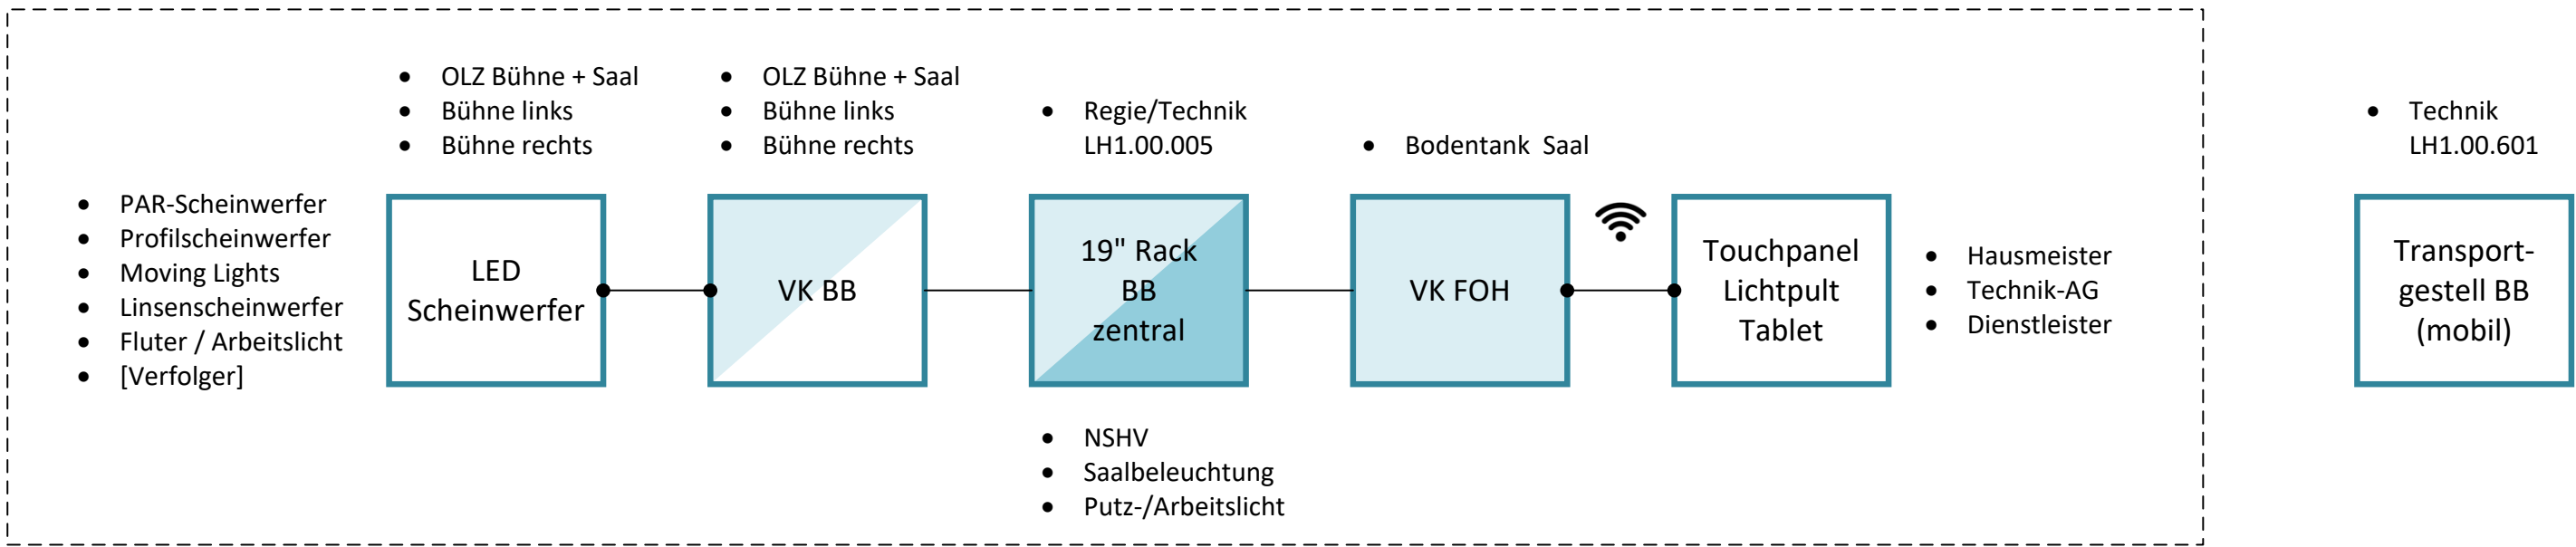 OLZ Bühne + Saal
Bühne links
Bühne rechts
OLZ Bühne + Saal
Bühne links
Bühne rechts
Regie/Technik
LH1.00.005
Bodentank Saal
Technik
LH1.00.601
PAR-Scheinwerfer
Profilscheinwerfer
Moving Lights
Linsenscheinwerfer
Fluter / Arbeitslicht
[Verfolger]
LED
Scheinwerfer
VK BB
19" Rack
BB
zentral
VK FOH
Touchpanel
Lichtpult
Tablet
Hausmeister
Technik-AG
Dienstleister
Transport-
gestell BB
(mobil)
NSHV
Saalbeleuchtung
Putz-/Arbeitslicht